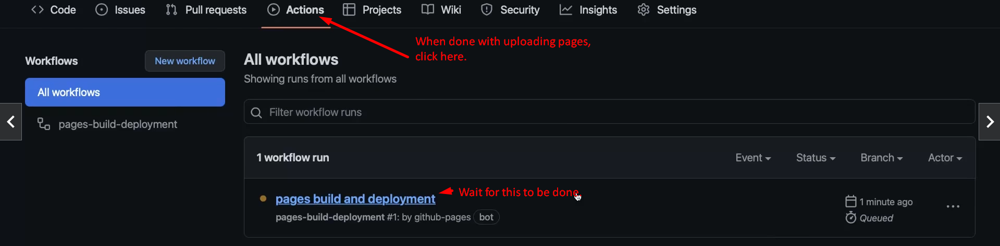 Code Issues Pull requests Actions Projects Wiki Security Insights Settings
When done with uploading pages,
click here.
Workflows New workflow
All workflows
pages-build-deployment
All workflows
Showing runs from all workflows
Filter workflow runs
1 workflow run Event Status Branch Actor
pages build and deployment
Wait for this to be done.
pages-build-deployment #1: by github-pages bot
1 minute ago
Queued